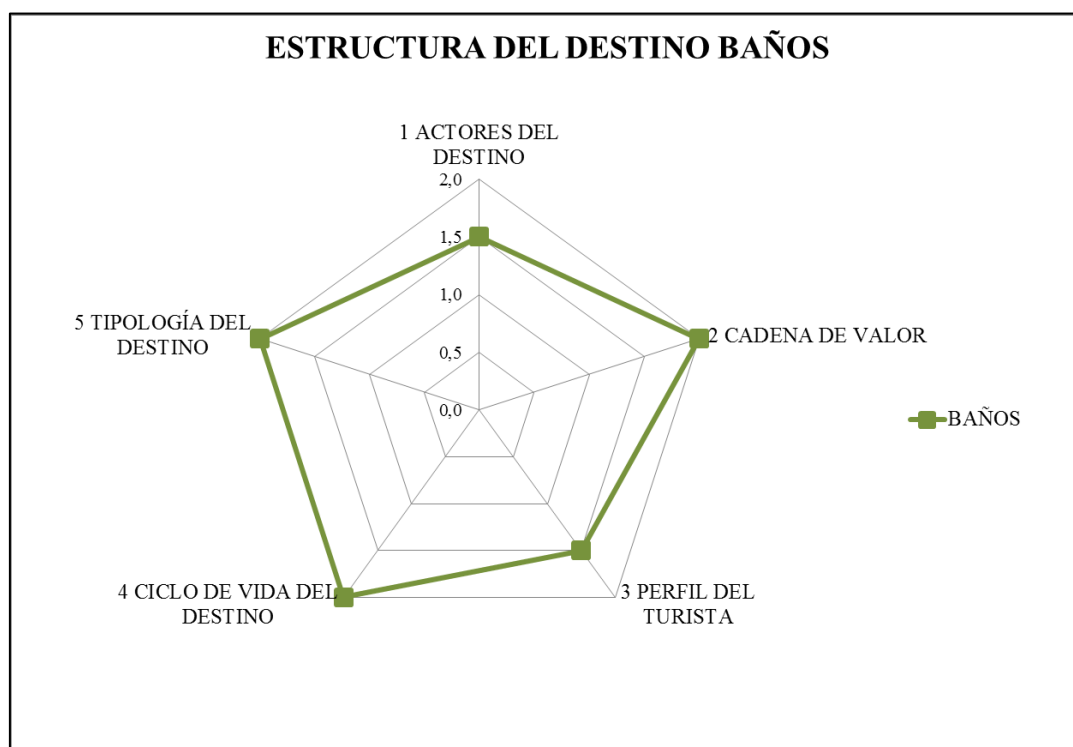 ESTRUCTURA DEL DESTINO BAÑOS
1 ACTORES DEL
DESTINO
2,0
1,5
1,0
0,5
0,0
2 CADENA DE VALOR
3 PERFIL DEL
TURISTA
4 CICLO DE VIDA DEL
DESTINO
5 TIPOLOGÍA DEL
DESTINO
BAÑOS